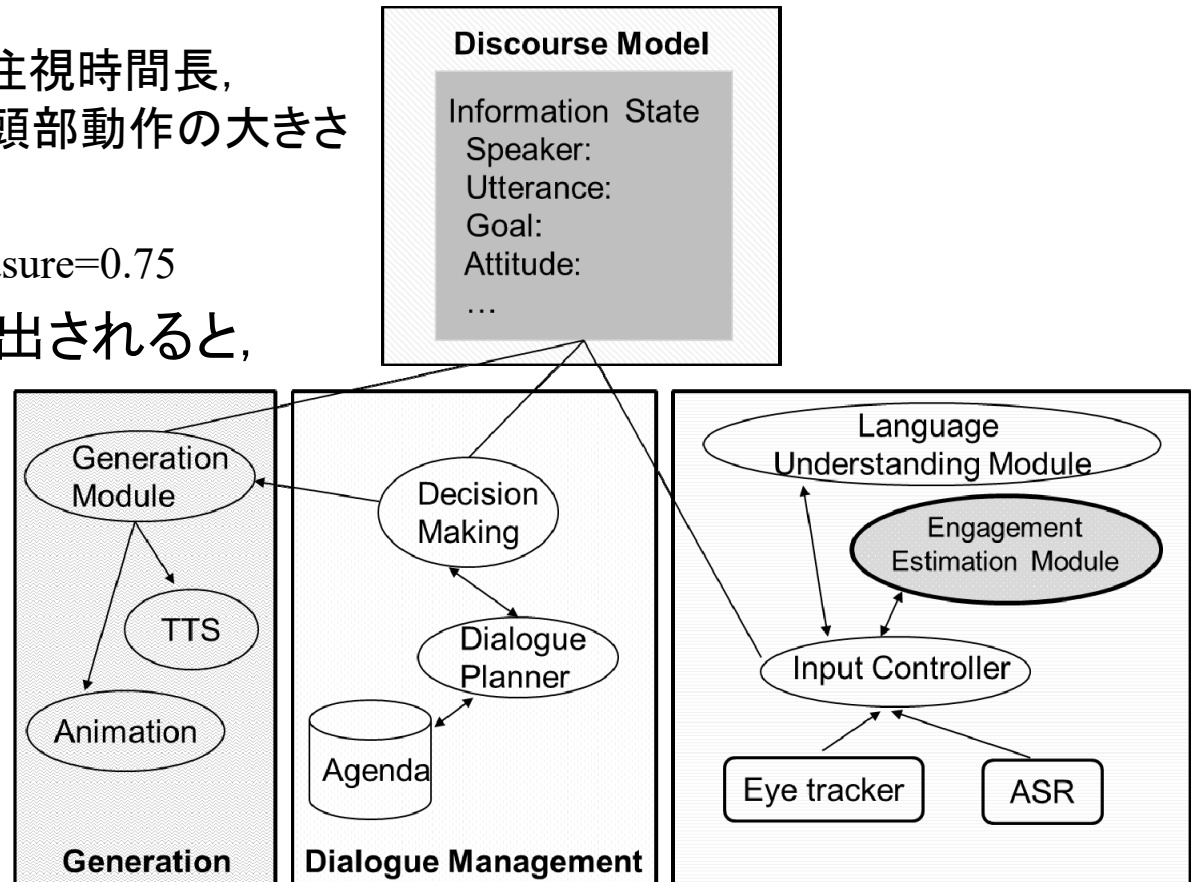 主視時間長,
頭部動作の大きさ
sure=0.75
出されると,
Discourse Model
Information State
Speaker:
Utterance:
Goal:
Attitude:
…
Generation
Module
TTS
Animation
Generation
Decision
Making
Dialogue
Planner
Agenda
Dialogue Management
Language
Understanding Module
Engagement
Estimation Module
Input Controller
Eye tracker
ASR